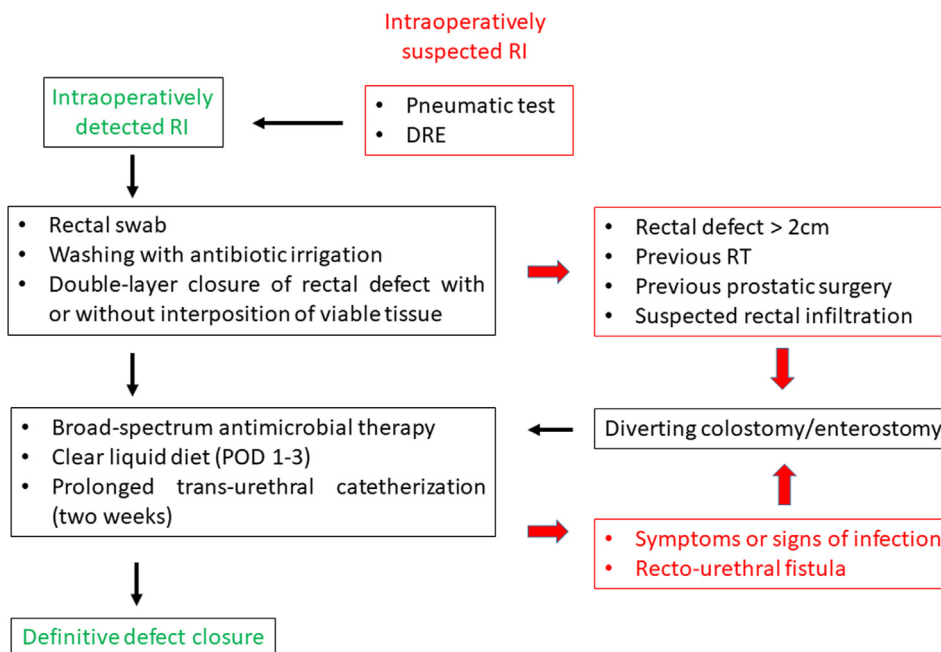 Intraoperatively
suspected RI
Intraoperatively
detected RI
• Pneumatic test
• DRE
• Rectal swab
• Washing with antibiotic irrigation
• Double-layer closure of rectal defect with
or without interposition of viable tissue
• Rectal defect > 2cm
• Previous RT
• Previous prostatic surgery
• Suspected rectal infiltration
• Broad-spectrum antimicrobial therapy
• Clear liquid diet (POD 1-3)
• Prolonged trans-urethral catetherization
(two weeks)
Diverting colostomy/enterostomy
• Symptoms or signs of infection
• Recto-urethral fistula
Definitive defect closure